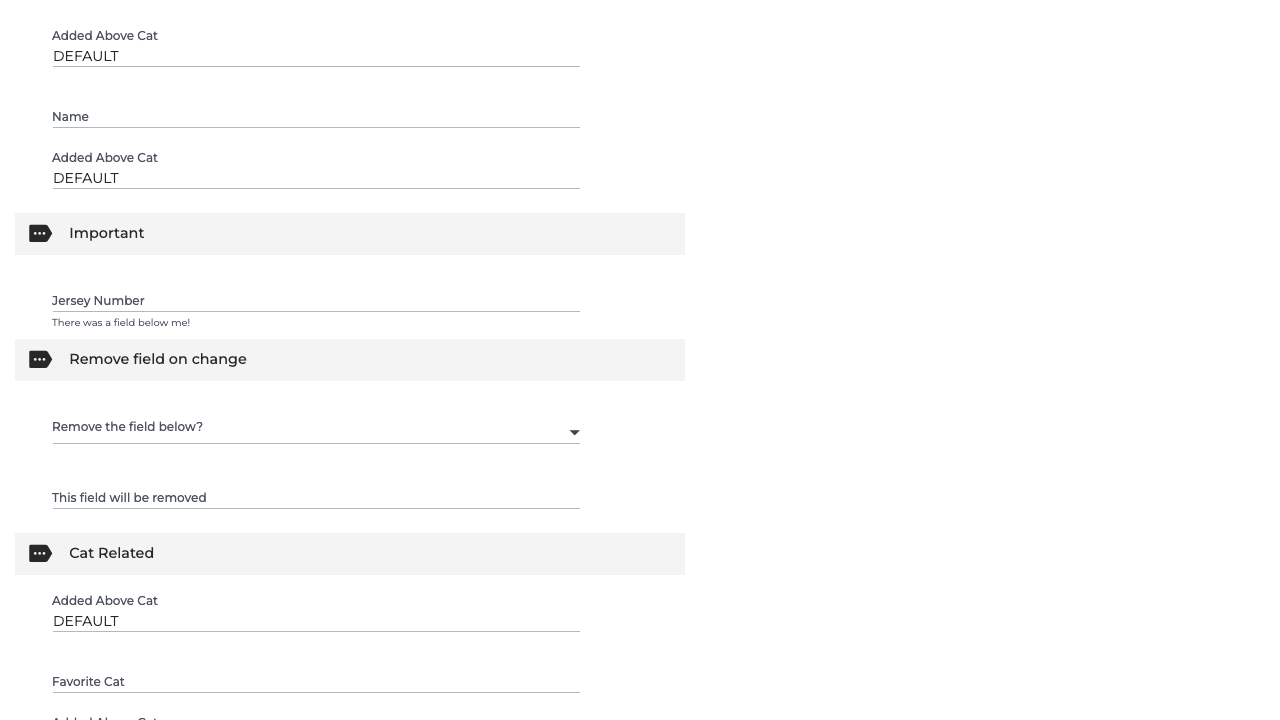 Added Above Cat
DEFAULT
Name
Added Above Cat
DEFAULT
Important
Jersey Number
There was a field below me!
Remove field on change
Remove the field below?
This field will be removed
Cat Related
Added Above Cat
DEFAULT
Favorite Cat